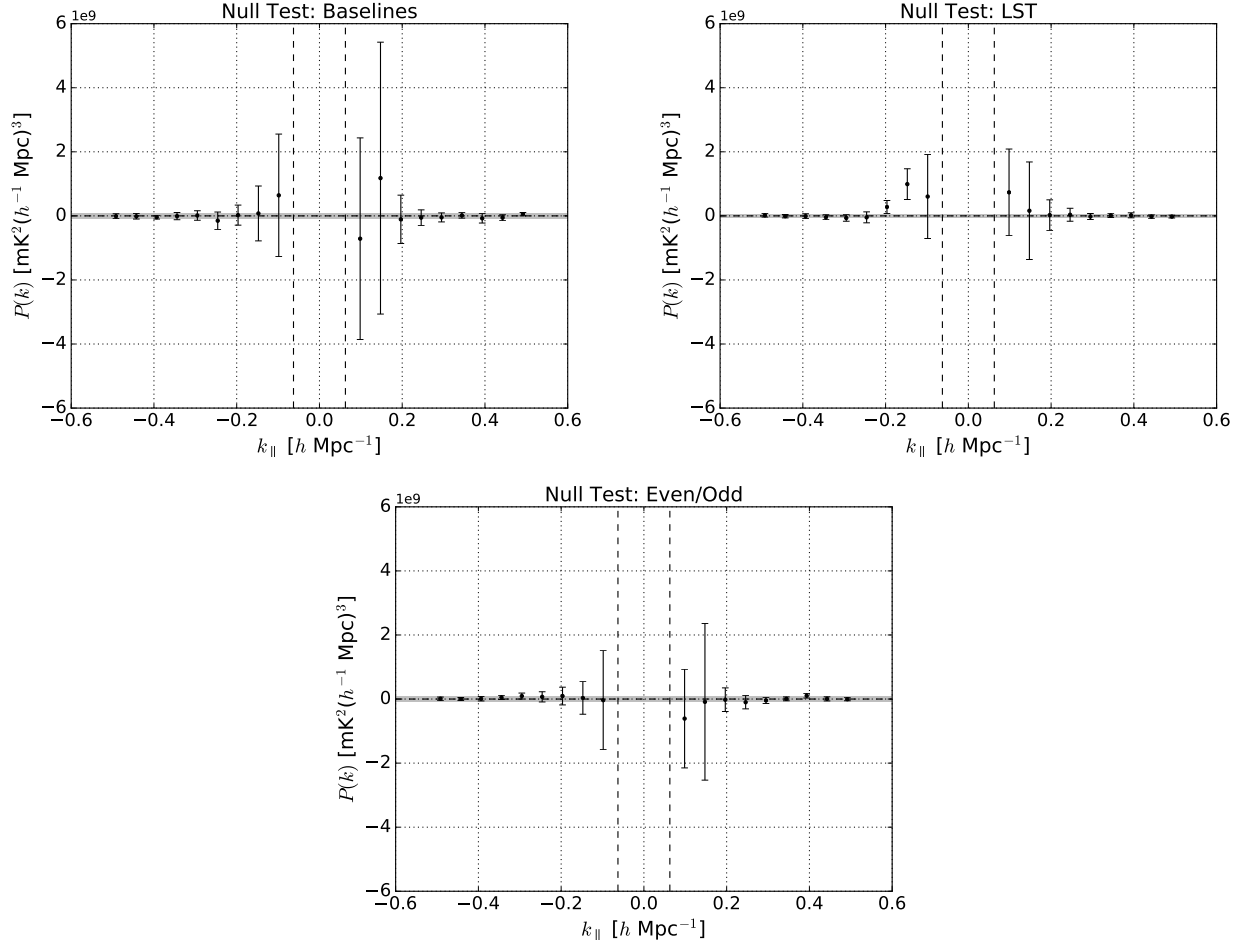 Null Test: Baselines
1e9
6
4
2
0
−2
−4
−6
P(k) [mK²(h⁻¹ Mpc)³]
−0.6 −0.4 −0.2 0.0 0.2 0.4 0.6
k∥ [h Mpc⁻¹]
Null Test: LST
1e9
6
4
2
0
−2
−4
−6
P(k) [mK²(h⁻¹ Mpc)³]
−0.6 −0.4 −0.2 0.0 0.2 0.4 0.6
k∥ [h Mpc⁻¹]
Null Test: Even/Odd
1e9
6
4
2
0
−2
−4
−6
P(k) [mK²(h⁻¹ Mpc)³]
−0.6 −0.4 −0.2 0.0 0.2 0.4 0.6
k∥ [h Mpc⁻¹]